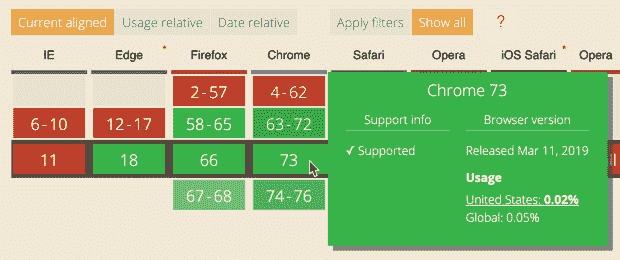 Current aligned Usage relative Date relative Apply filters Show all ?
IE Edge * Firefox Chrome Safari Opera iOS Safari * Opera
2-57 4-62
6-10 12-17 58-65 63-72
11 18 66 73
67-68 74-76
Chrome 73
Support info Browser version
✔ Supported Released Mar 11, 2019
Usage
United States: 0.02%
Global: 0.05%